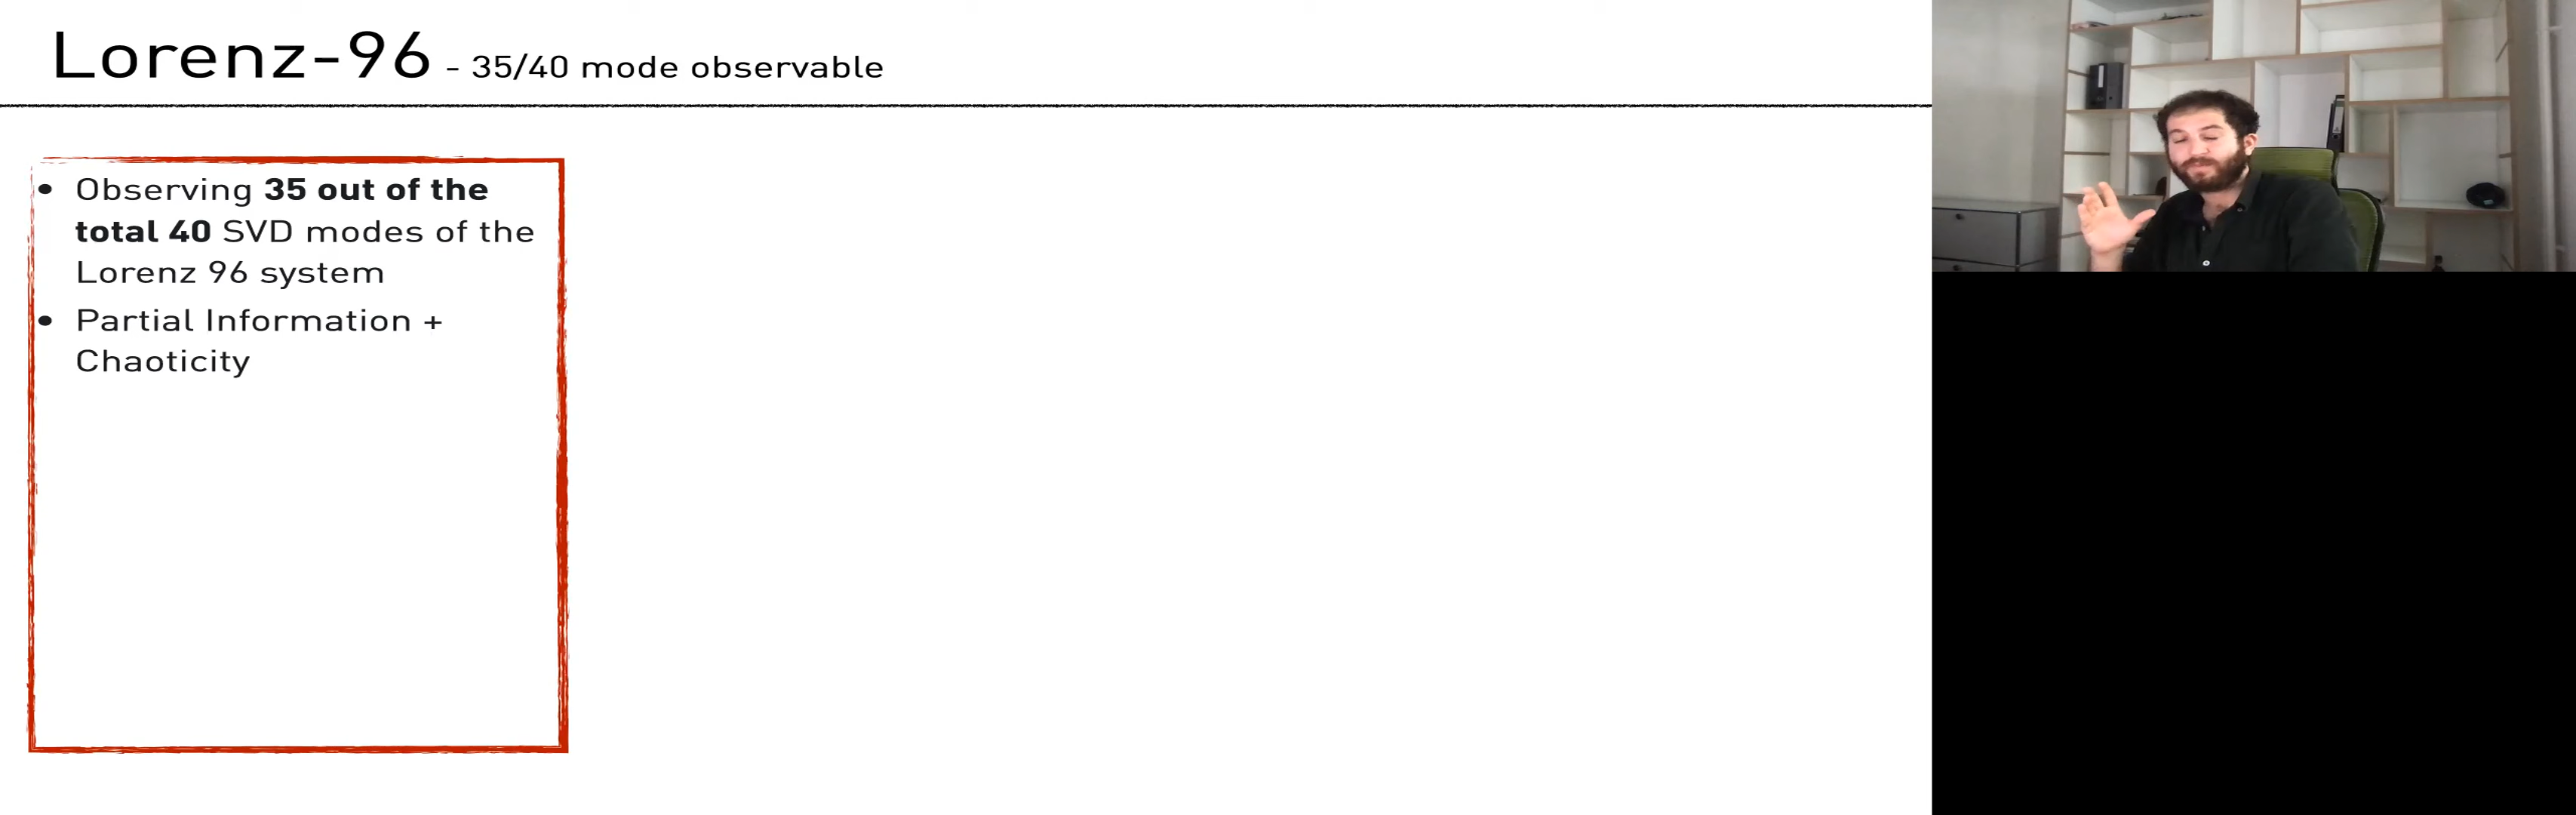 Lorenz-96 - 35/40 mode observable
• Observing 35 out of the
total 40 SVD modes of the
Lorenz 96 system
• Partial Information +
Chaoticity